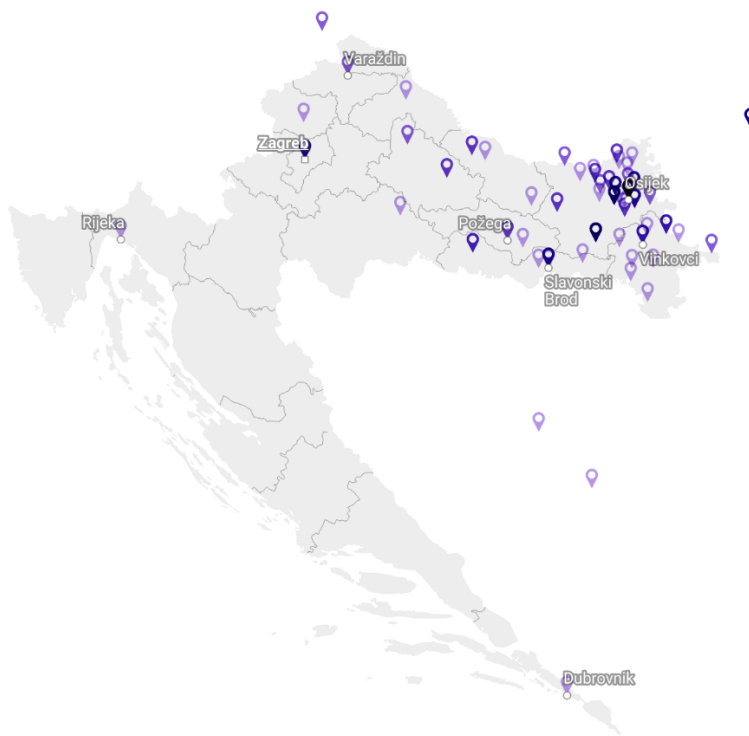 Varaždin
Zagreb
Osijek
Rijeka
Požega
Vinkovci
Slavonski
Brod
Dubrovnik